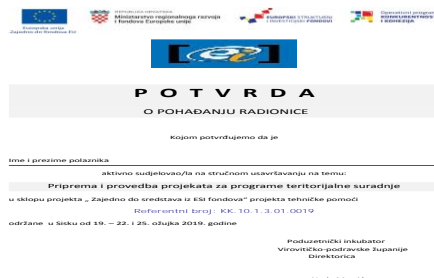 Europska unija
Zajedno do sredstava EU
REPUBLIKA HRVATSKA
Ministarstvo regionalnoga razvoja
i fondova Europske unije
EUROPSKI STRUKTURNI
I INVESTICIJSKI FONDOVI
Operativni program
KONKURENTNOST
I KOHEZIJA
P O T V R D A
O POHAĐANJU RADIONICE
Kojom potvrđujemo da je
Ime i prezime polaznika
aktivno sudjelovao/la na stručnom usavršavanju na temu:
Priprema i provedba projekata za programe teritorijalne suradnje
u sklopu projekta „ Zajedno do sredstava iz ESI fondova” projekta tehničke pomoći
Referentni broj: KK.10.1.3.01.0019
održane u Sisku od 19. – 22. i 25. ožujka 2019. godine
Poduzetnički inkubator
Virovitičko-podravske županije
Direktorica